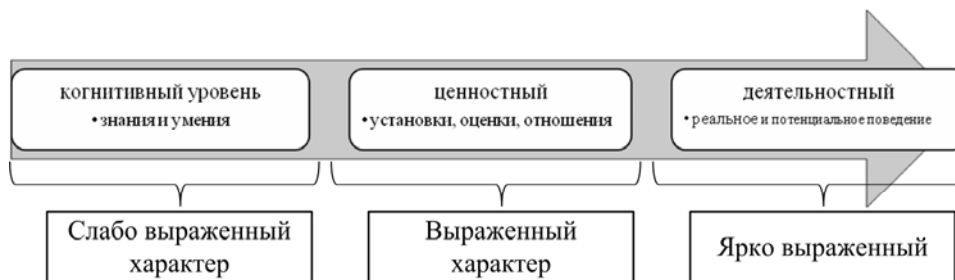 когнитивный уровень
•знания и умения
ценностный
•установки, оценки, отношения
деятельностный
•реальное и потенциальное поведение
Слабо выраженный
характер
Выраженный
характер
Ярко выраженный